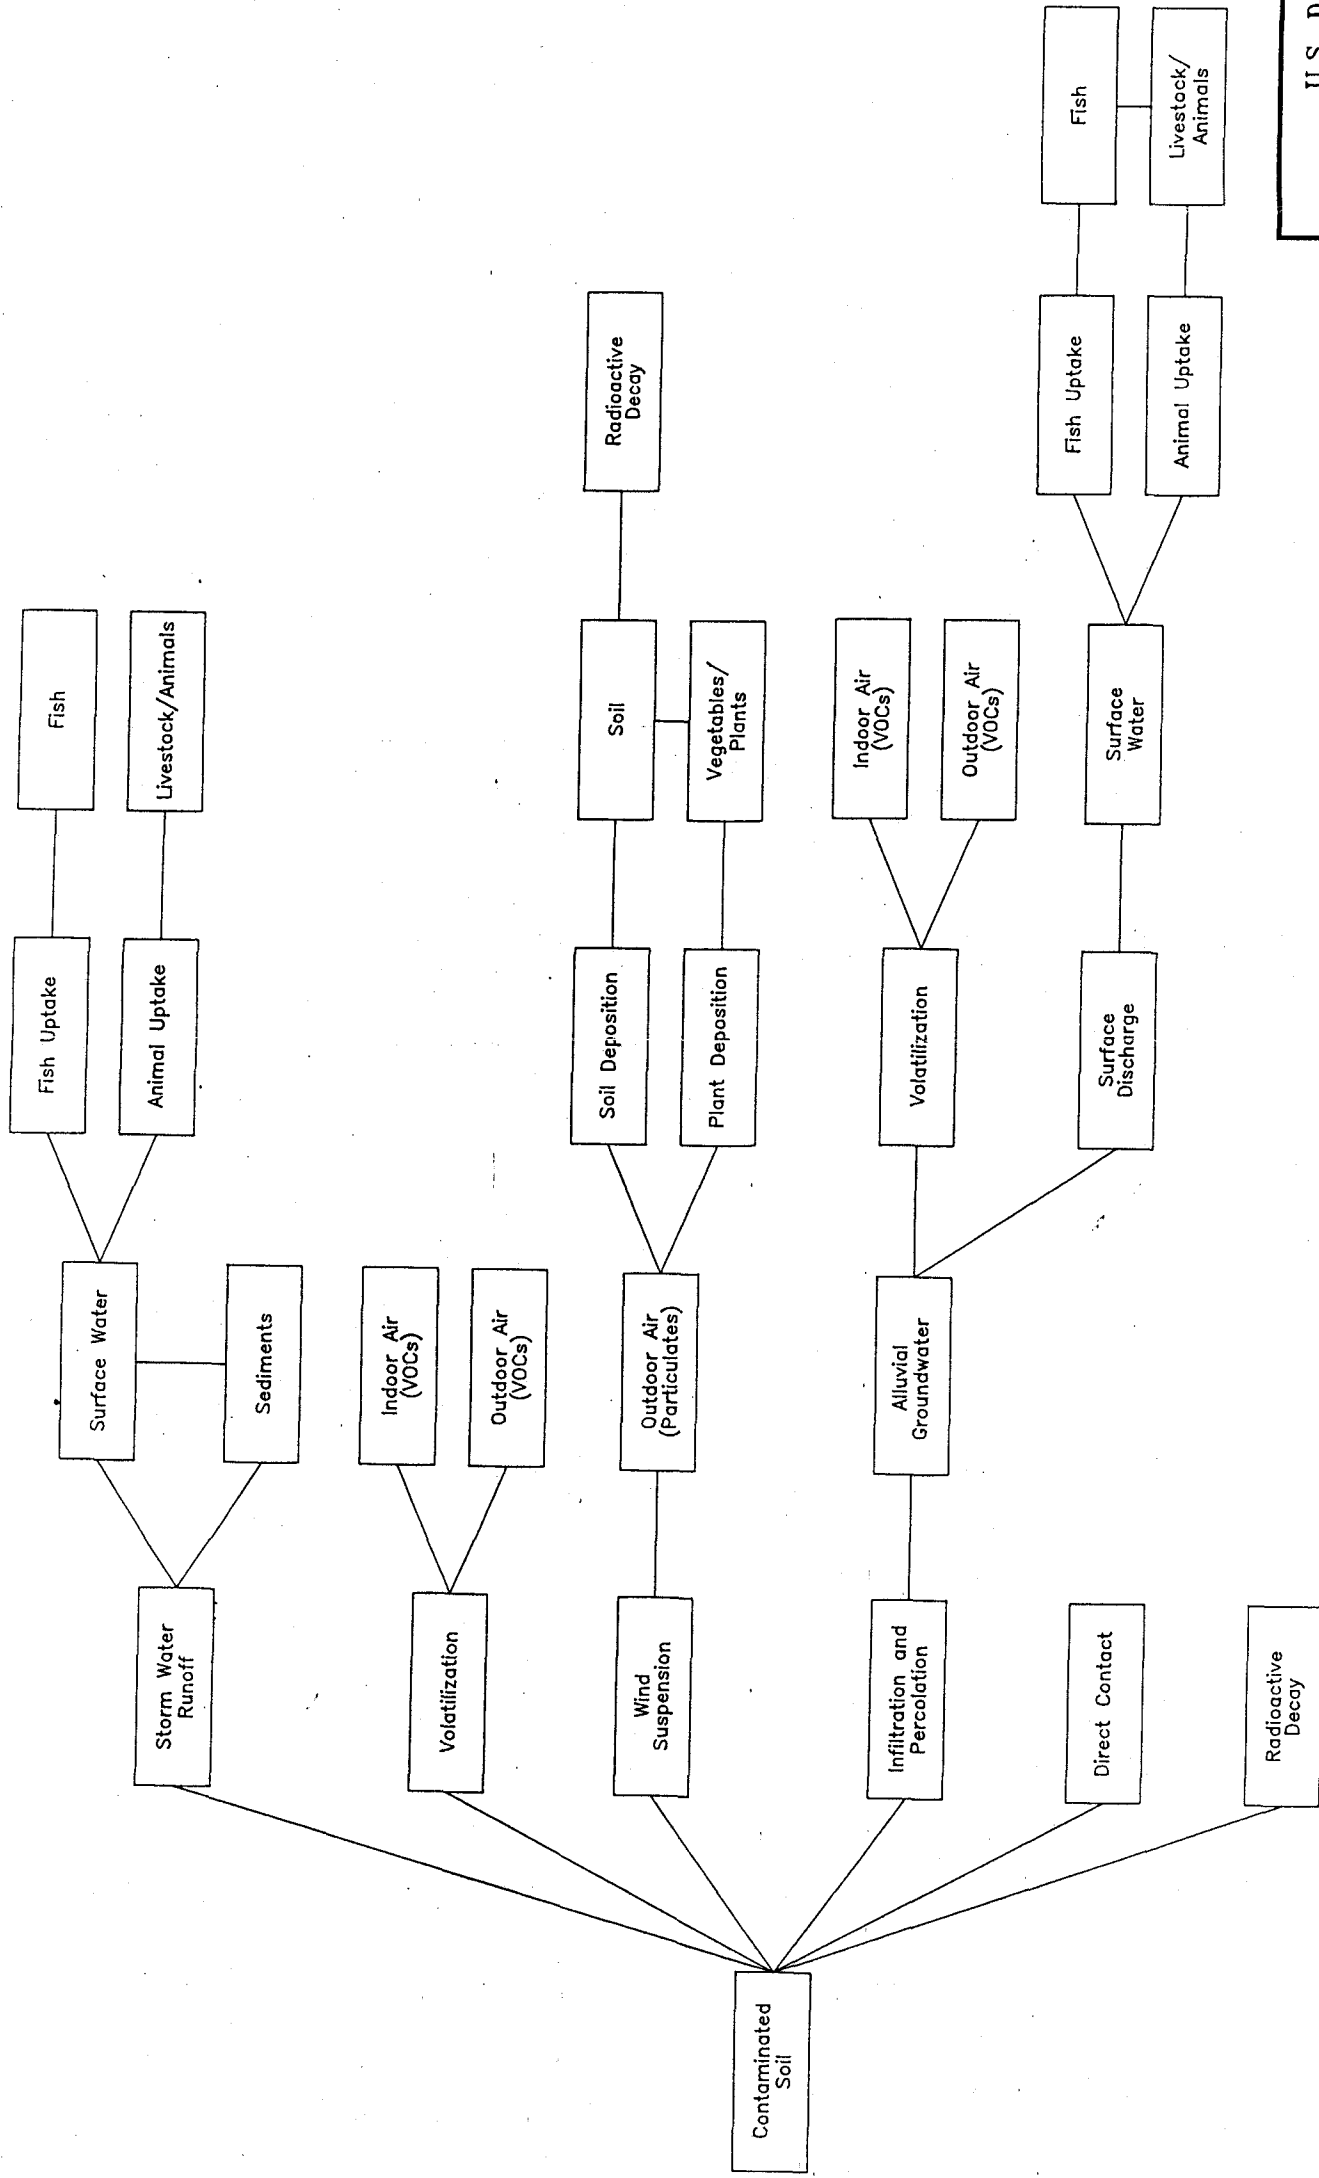 Contaminated
Soil
Storm Water
Runoff
Surface Water
Fish Uptake
Fish
Animal Uptake
Livestock/Animals
Sediments
Volatilization
Indoor Air
(VOCs)
Outdoor Air
(VOCs)
Wind
Suspension
Outdoor Air
(Particulates)
Soil Deposition
Soil
Radioactive
Decay
Plant Deposition
Vegetables/
Plants
Infiltration and
Percolation
Alluvial
Groundwater
Volatilization
Indoor Air
(VOCs)
Outdoor Air
(VOCs)
Surface
Discharge
Surface
Water
Fish Uptake
Fish
Animal Uptake
Livestock/
Animals
Direct Contact
Radioactive
Decay